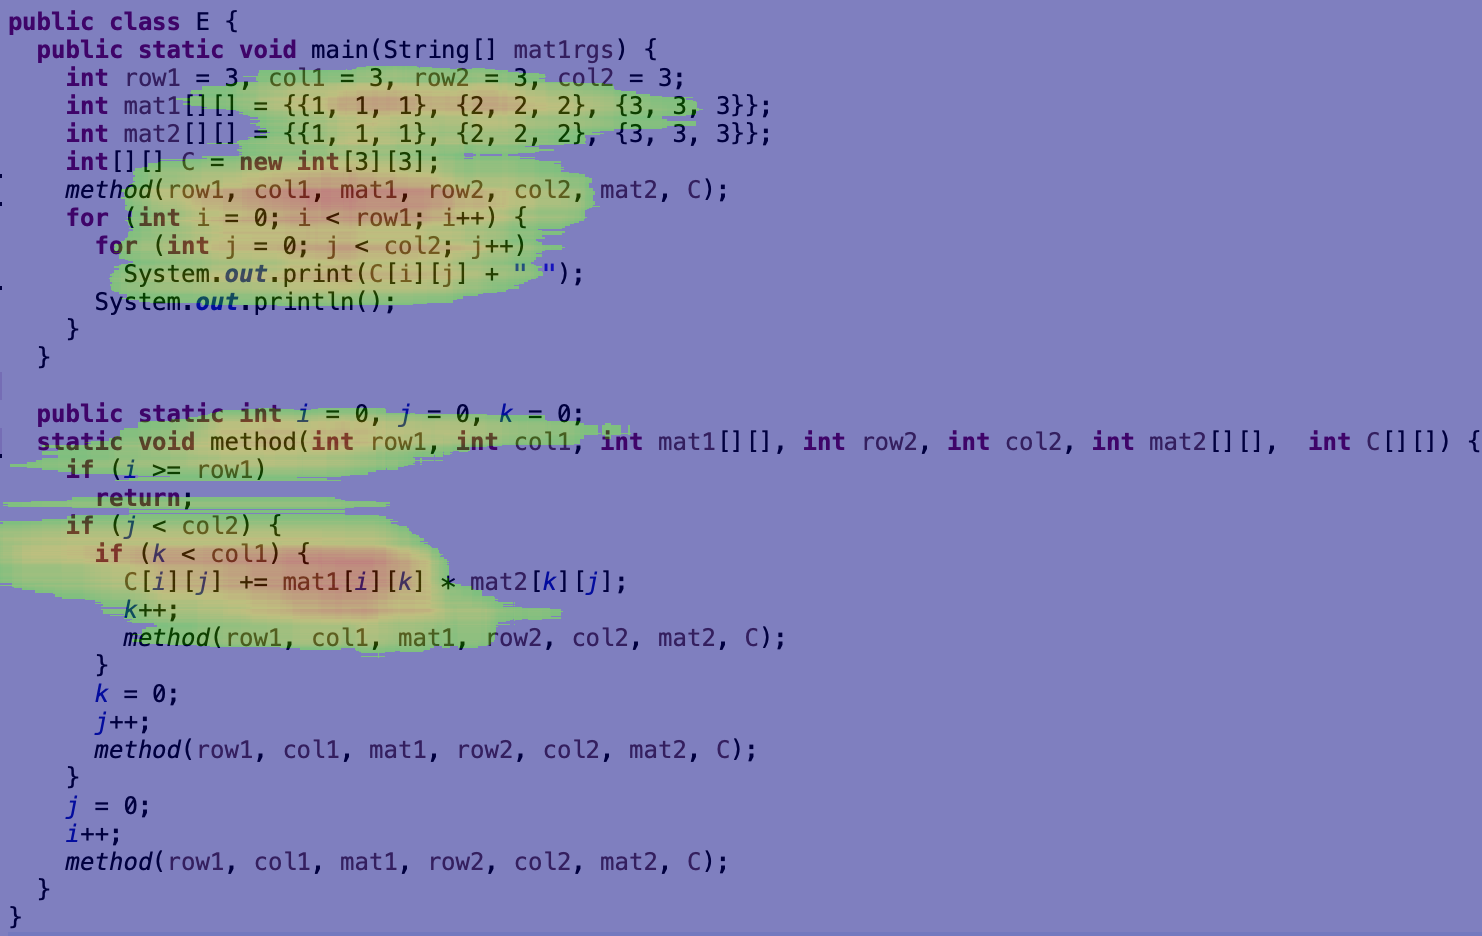 public class E {
  public static void main(String[] mat1rgs) {
    int row1 = 3, col1 = 3, row2 = 3, col2 = 3;
    int mat1[][] = {{1, 1, 1}, {2, 2, 2}, {3, 3, 3}};
    int mat2[][] = {{1, 1, 1}, {2, 2, 2}, {3, 3, 3}};
    int[][] C = new int[3][3];
    method(row1, col1, mat1, row2, col2, mat2, C);
    for (int i = 0; i < row1; i++) {
      for (int j = 0; j < col2; j++)
        System.out.print(C[i][j] + " ");
      System.out.println();
    }
  }
  public static int i = 0, j = 0, k = 0;
  static void method(int row1, int col1, int mat1[][], int row2, int col2, int mat2[][],  int C[][]) {
    if (i >= row1)
      return;
    if (j < col2) {
      if (k < col1) {
        C[i][j] += mat1[i][k] * mat2[k][j];
        k++;
        method(row1, col1, mat1, row2, col2, mat2, C);
      }
      k = 0;
      j++;
      method(row1, col1, mat1, row2, col2, mat2, C);
    }
    j = 0;
    i++;
    method(row1, col1, mat1, row2, col2, mat2, C);
  }
}